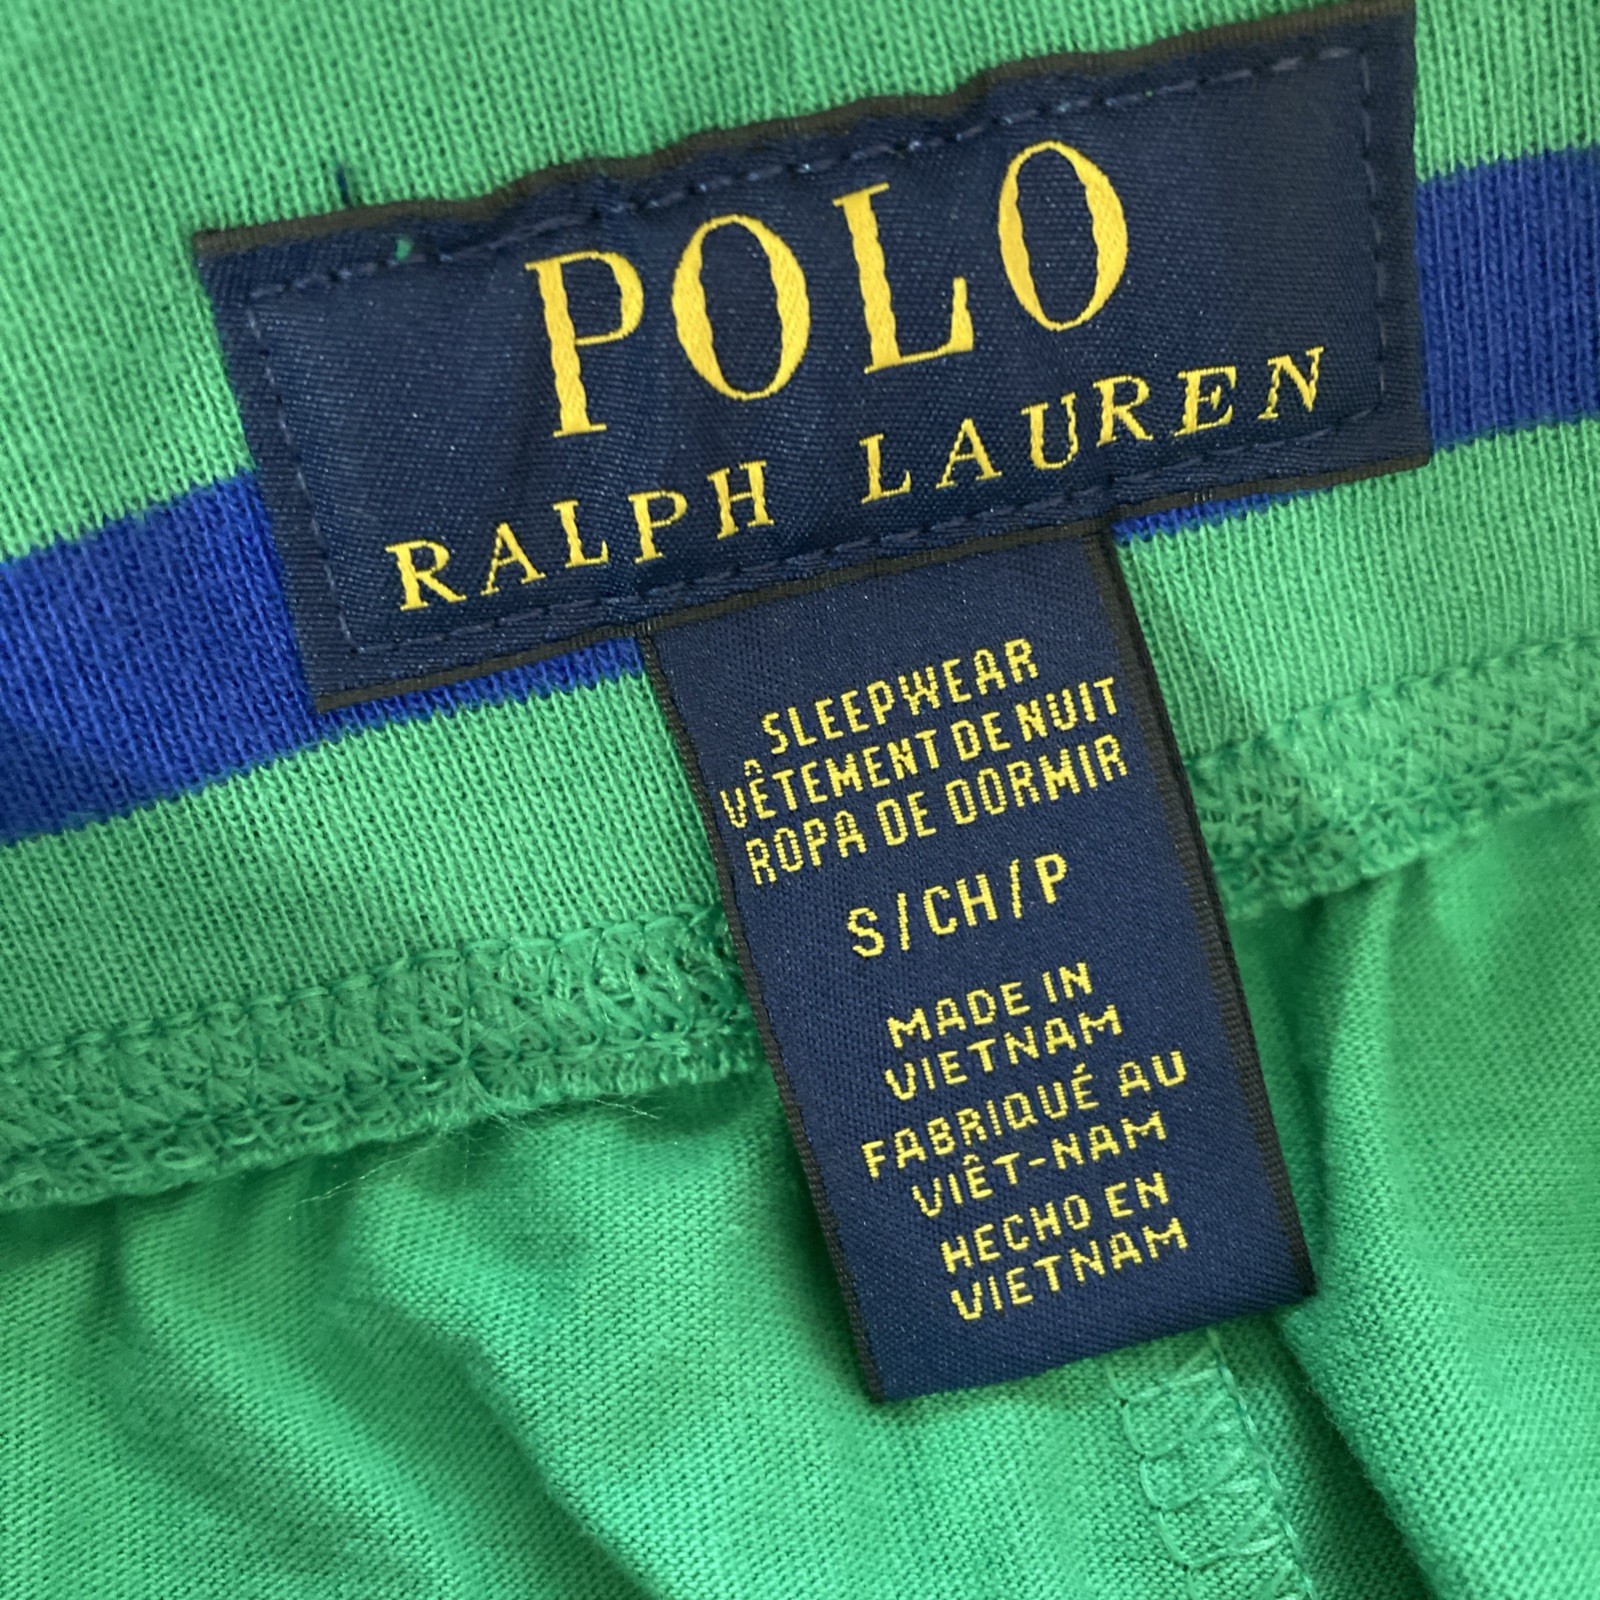 POLO
RALPH LAUREN
SLEEPWEAR
VÊTEMENT DE NUIT
ROPA DE DORMIR
S/CH/P
MADE IN
VIETNAM
FABRIQUÉ AU
VIÊT-NAM
HECHO EN
VIETNAM